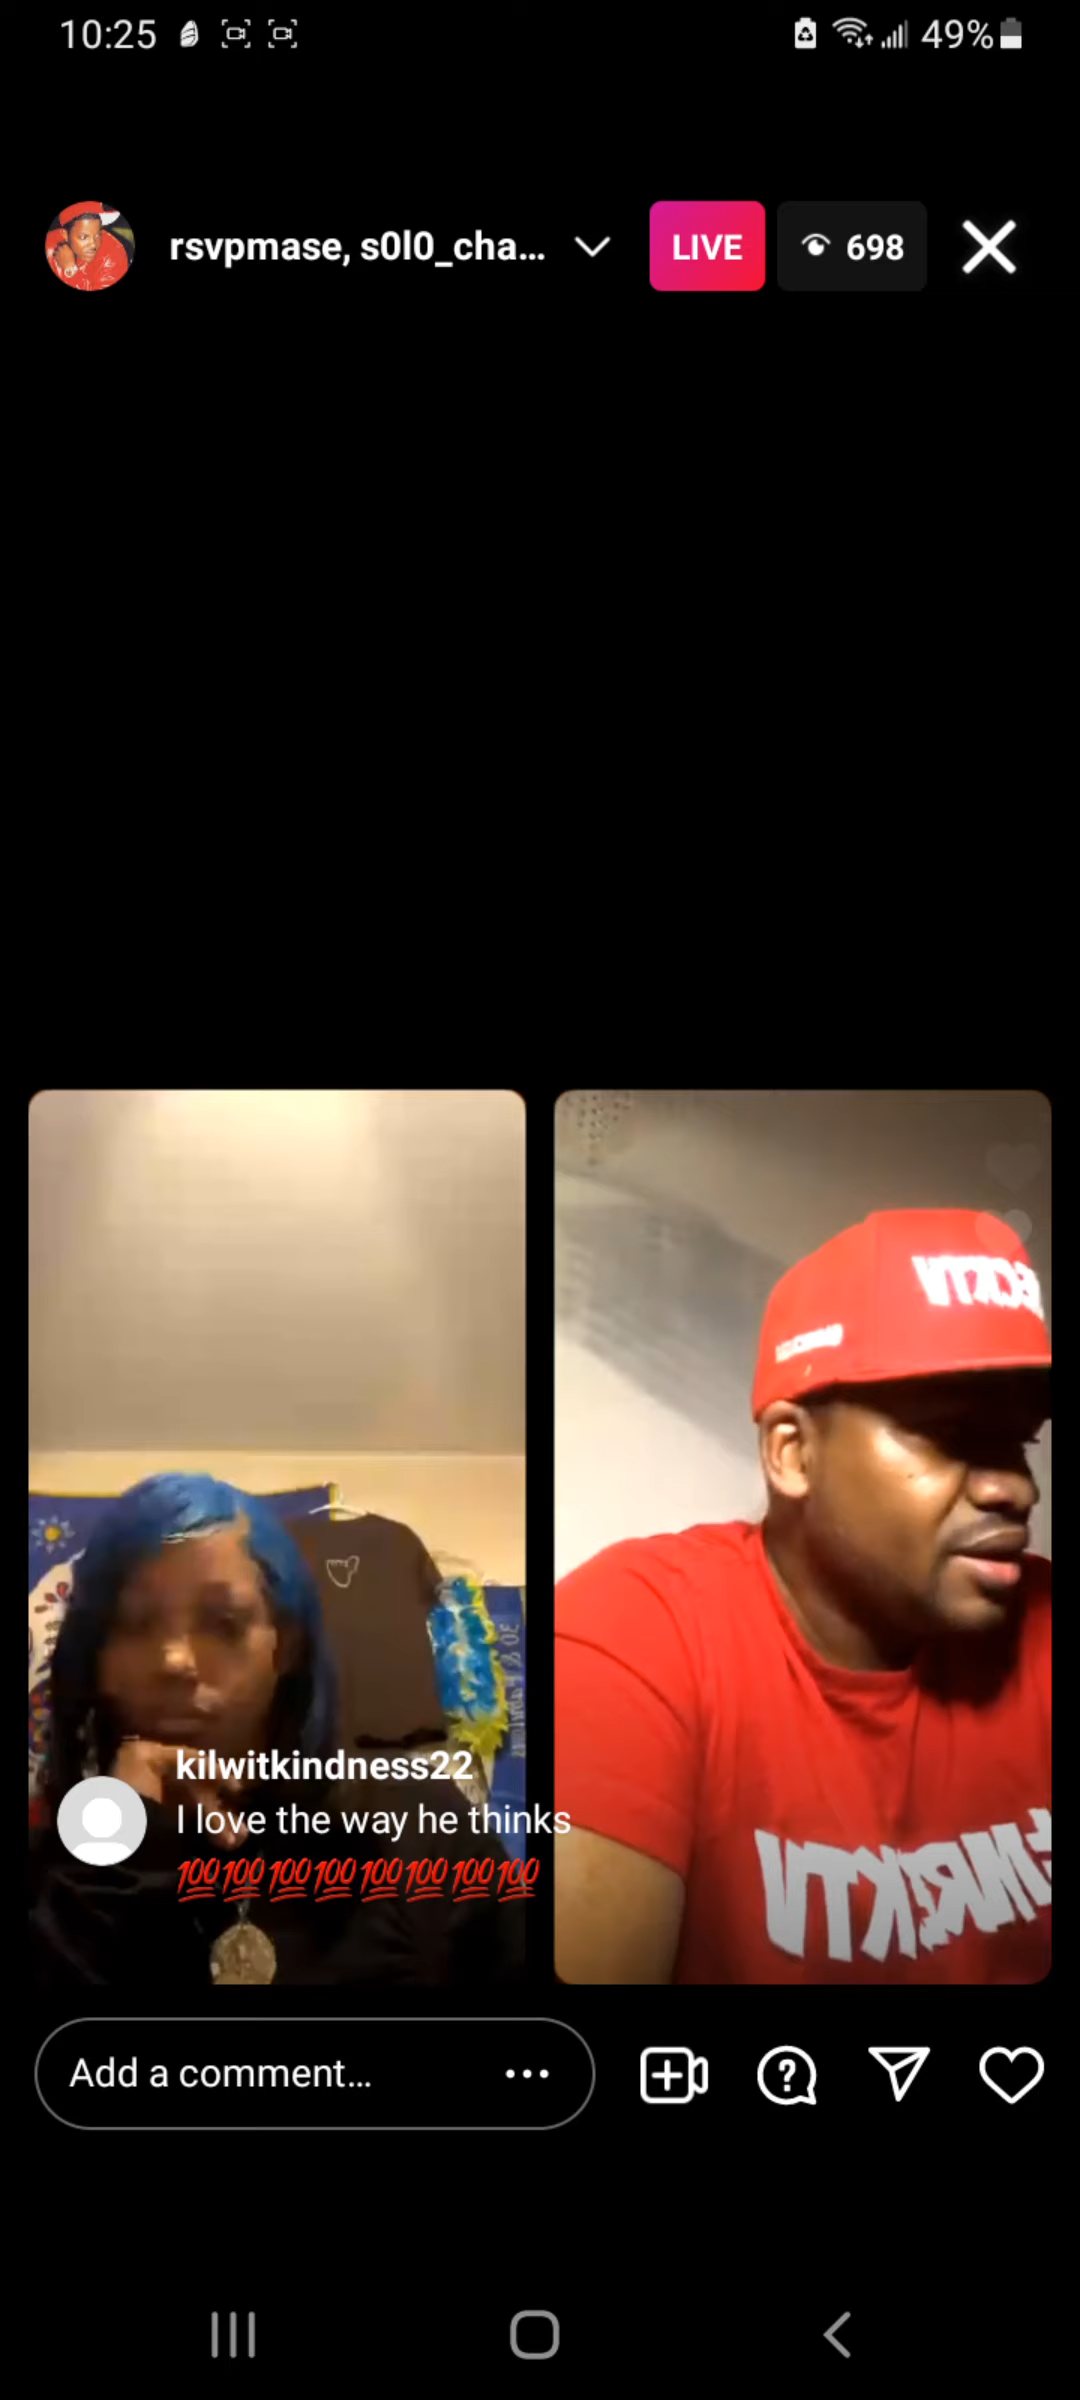 10:25
49%
rsvpmase, s0l0_cha...
LIVE
698
kilwitkindness22
I love the way he thinks
💯💯💯💯💯💯💯💯
Add a comment...